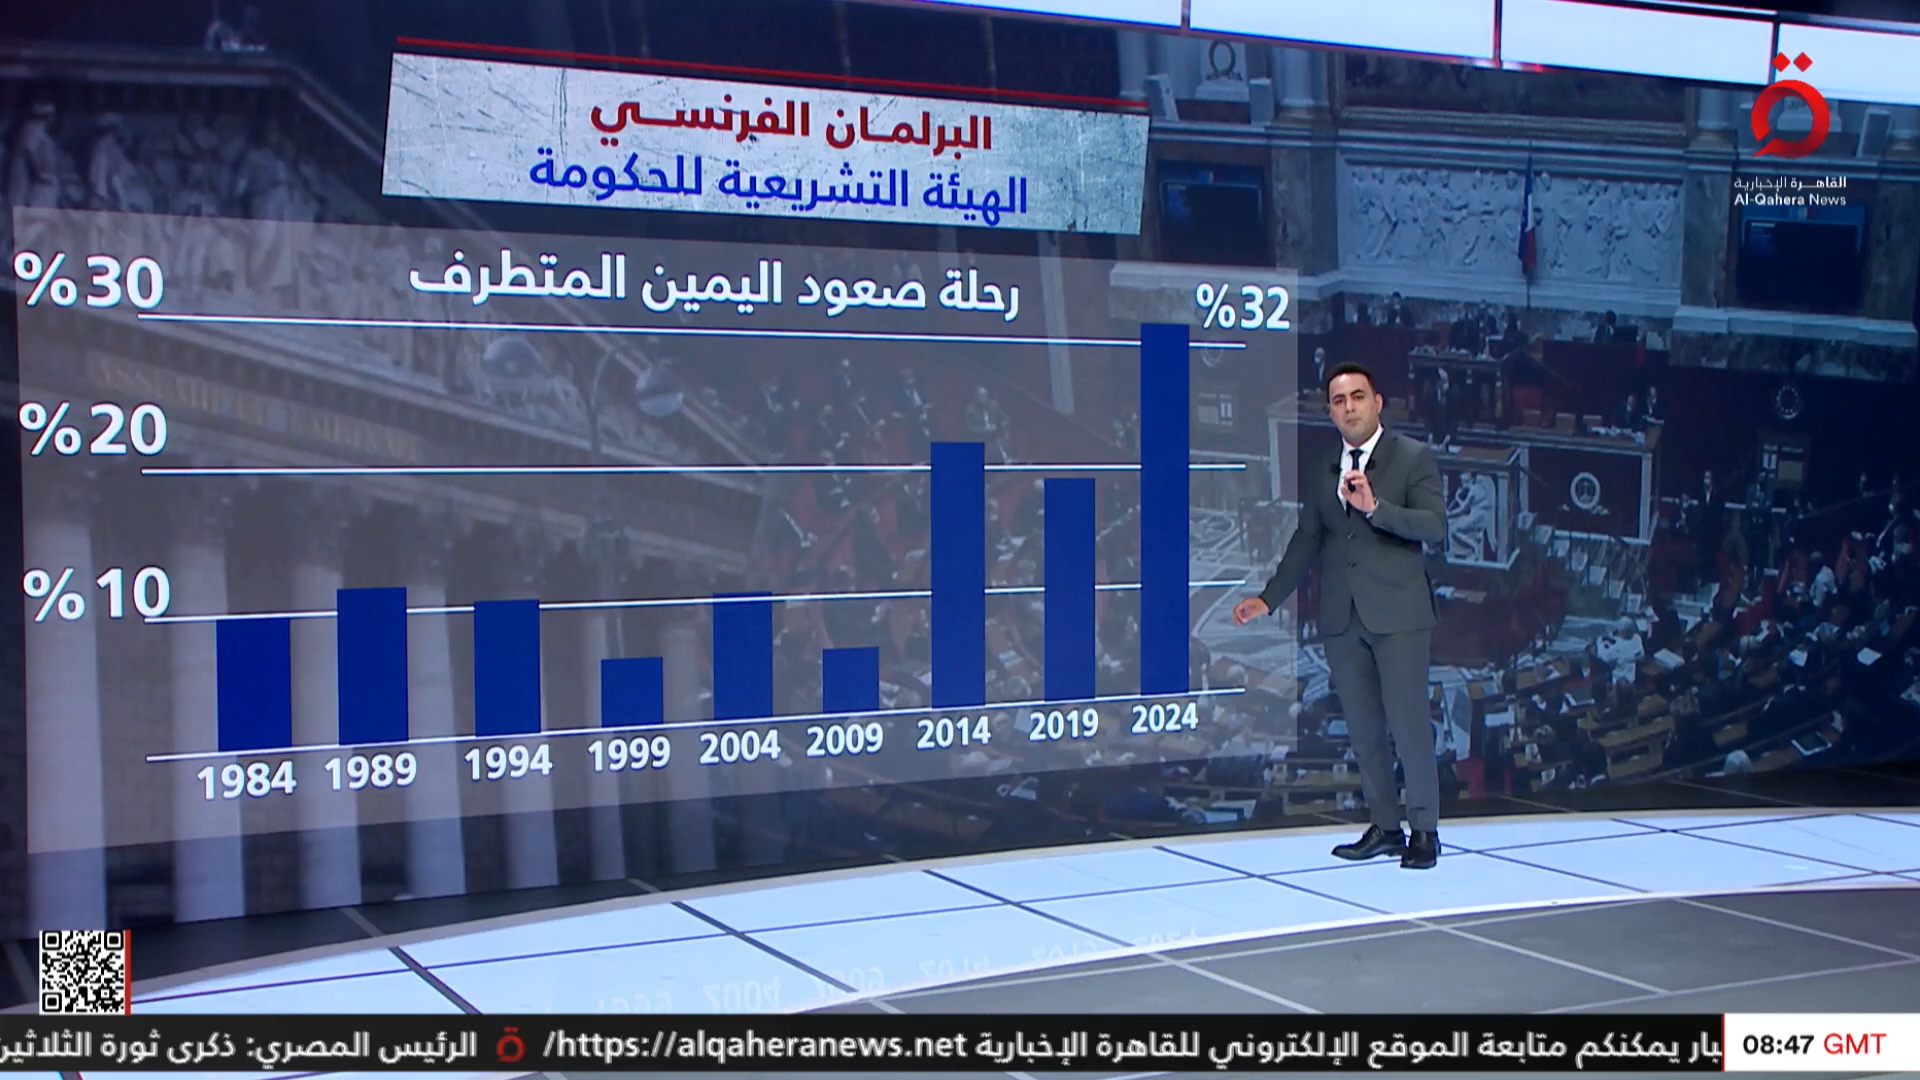 البرلمان الفرنسي
الهيئة التشريعية للحكومة
القاهرة الإخبارية
Al-Qahera News
رحلة صعود اليمين المتطرف
%30
%32
%20
%10
1984 1989 1994 1999 2004 2009 2014 2019 2024
يمكنكم متابعة الموقع الإلكتروني للقاهرة الإخبارية https://alqaheranews.net/ الرئيس المصري: ذكرى ثورة الثلاثين
08:47 GMT